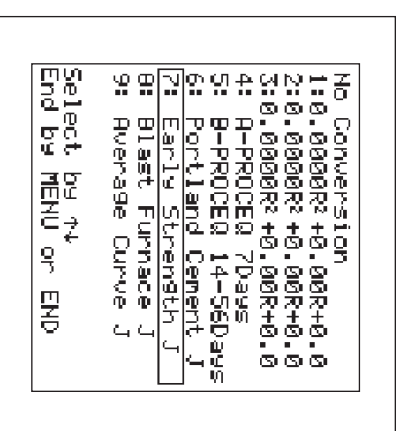 No Conversion
1:0.0000R²+0.00R+0.0
2:0.0000R²+0.00R+0.0
3:0.0000R²+0.00R+0.0
4: A-PROCEQ 7Days
5: B-PROCEQ 14-56Days
6: Portland Cement J
7: Early Strength J
8: Blast Furnace J
9: Average Curve J
Select by ↑↓
End by MENU or END